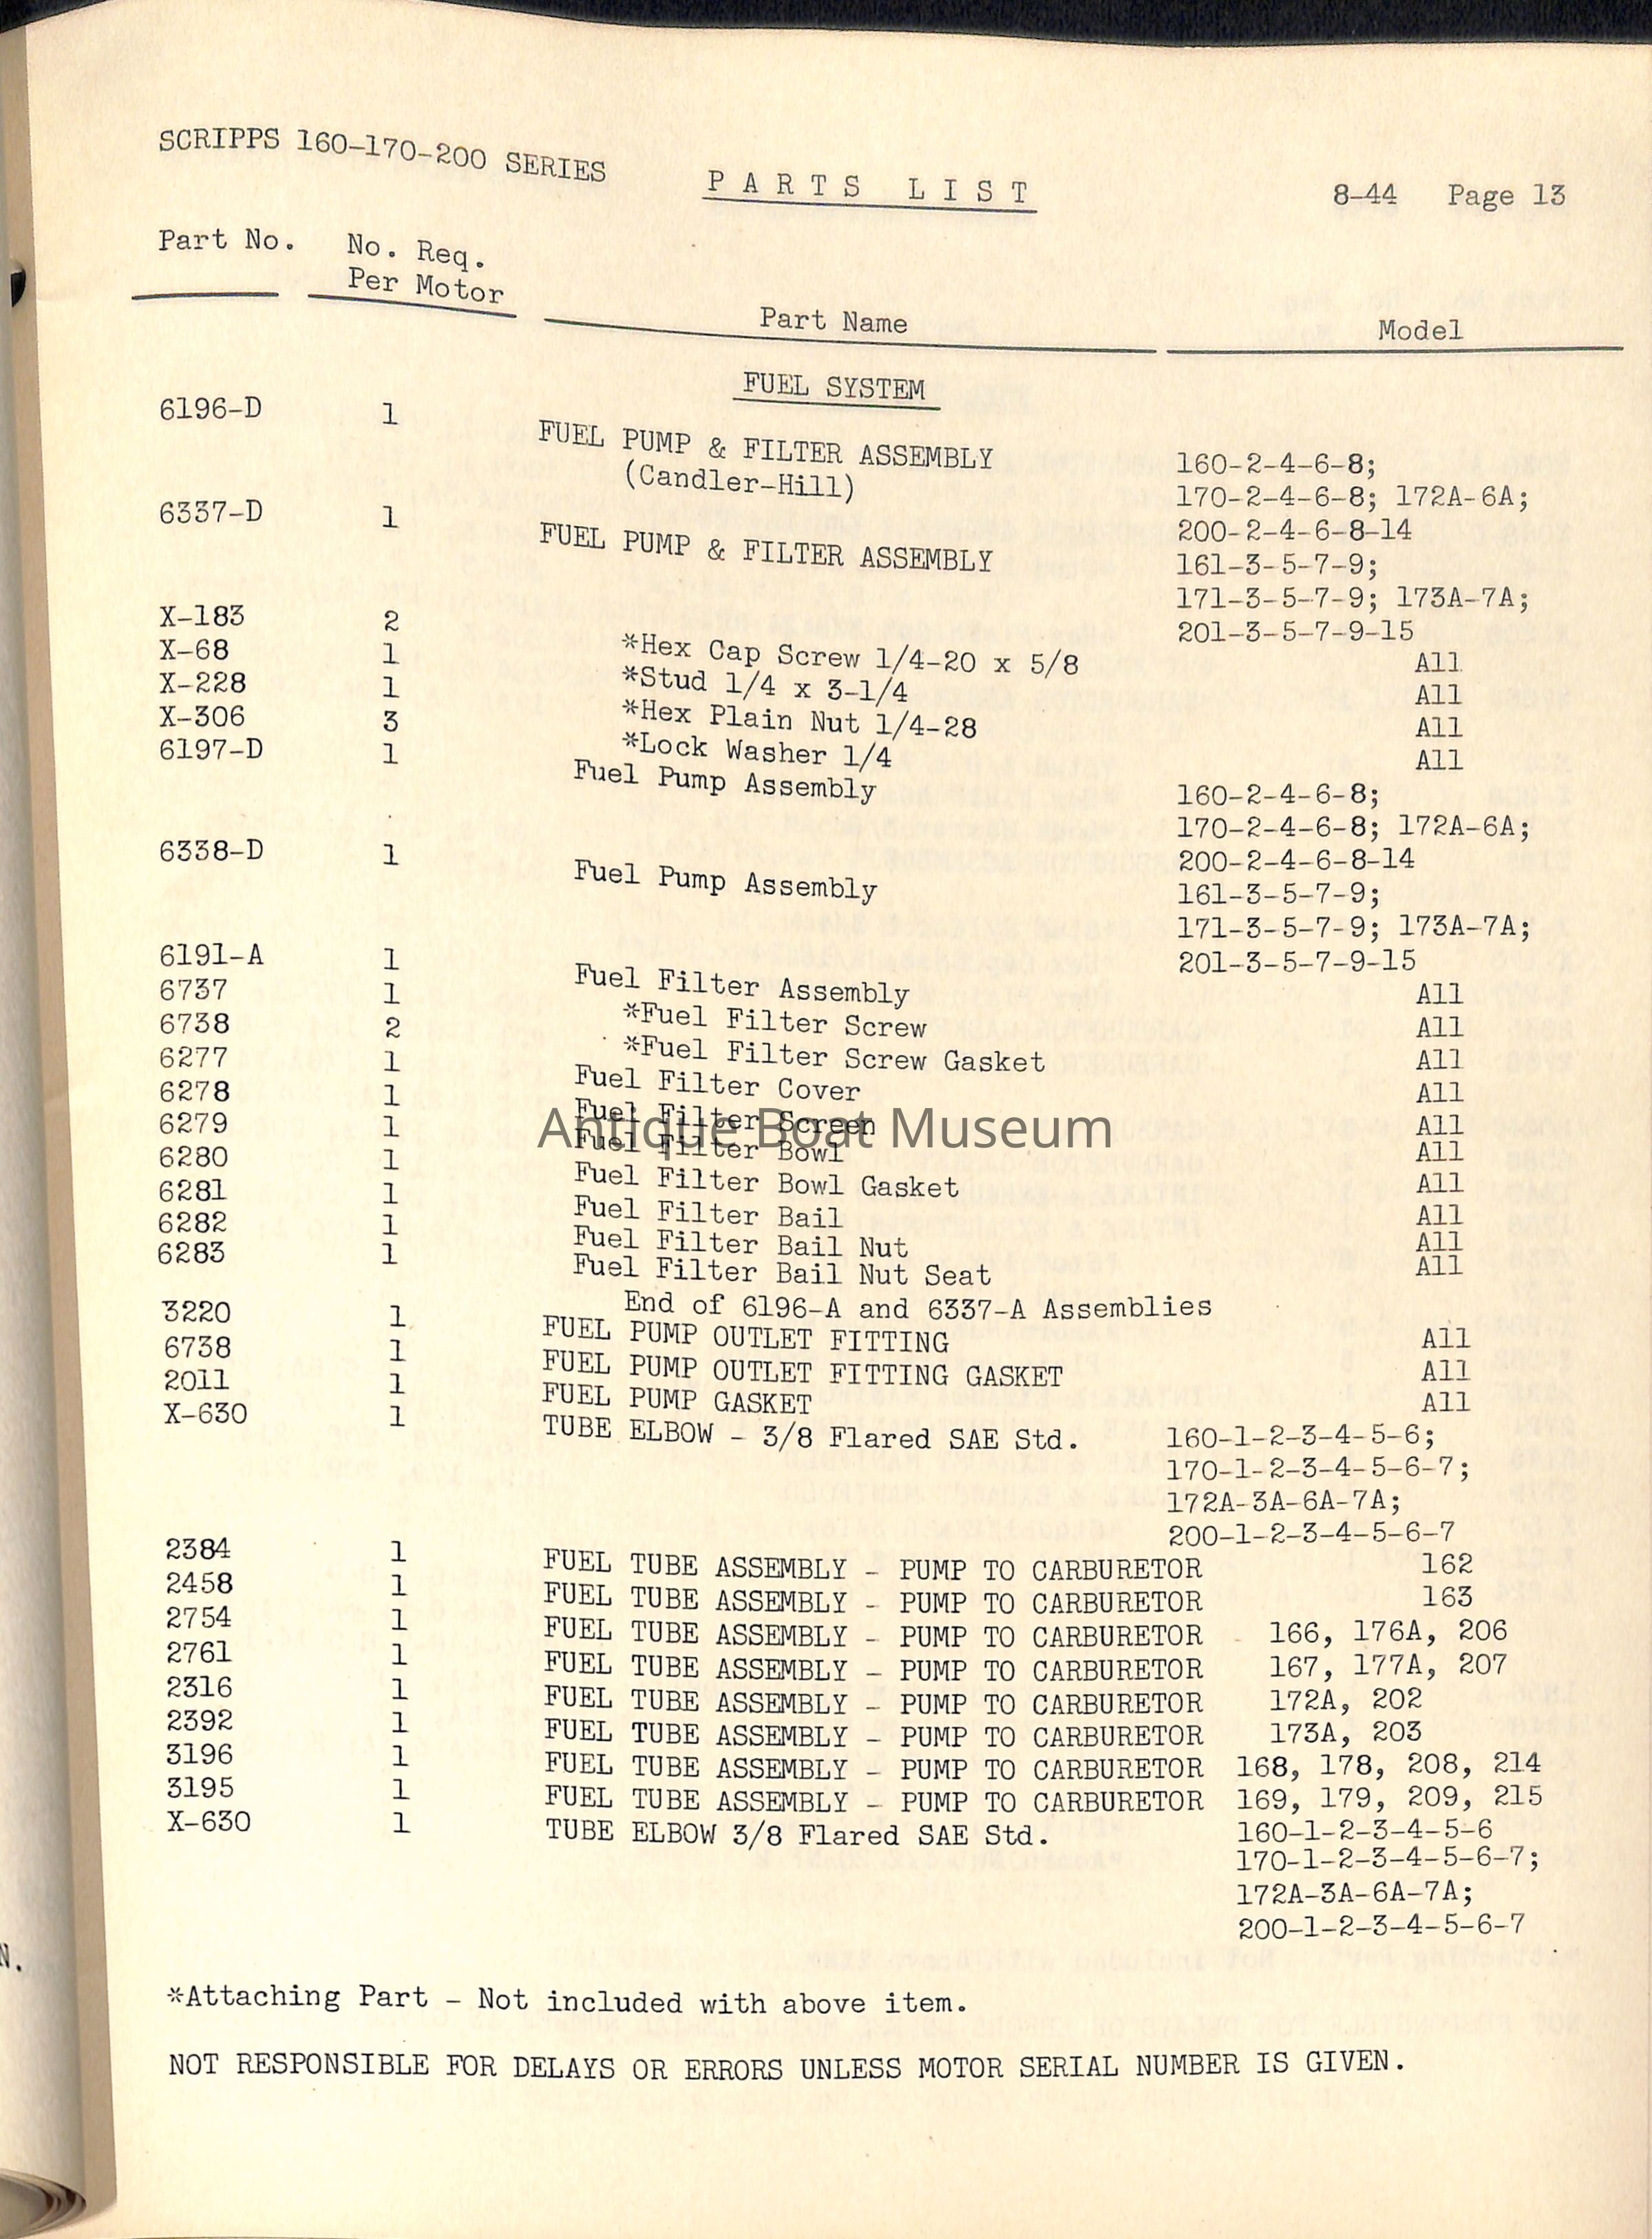 SCRIPPS 160-170-200 SERIES PARTS LIST 8-44 Page 13
Part No. No. Req. Per Motor Part Name Model
FUEL SYSTEM
6196-D 1 FUEL PUMP & FILTER ASSEMBLY 160-2-4-6-8;
(Candler-Hill) 170-2-4-6-8; 172A-6A;
200-2-4-6-8-14
6337-D 1 FUEL PUMP & FILTER ASSEMBLY 161-3-5-7-9;
171-3-5-7-9; 173A-7A;
201-3-5-7-9-15
X-183 2 *Hex Cap Screw 1/4-20 x 5/8 All
X-68 1 *Stud 1/4 x 3-1/4 All
X-228 1 *Hex Plain Nut 1/4-28 All
X-306 3 *Lock Washer 1/4 All
6197-D 1 Fuel Pump Assembly 160-2-4-6-8;
170-2-4-6-8; 172A-6A;
200-2-4-6-8-14
6338-D 1 Fuel Pump Assembly 161-3-5-7-9;
171-3-5-7-9; 173A-7A;
201-3-5-7-9-15
6191-A 1 Fuel Filter Assembly All
6737 1 *Fuel Filter Screw All
6738 2 *Fuel Filter Screw Gasket All
6277 1 Fuel Filter Cover All
6278 1 Fuel Filter Screen All
Antique Boat Museum
6279 1 Fuel Filter Bowl All
6280 1 Fuel Filter Bowl Gasket All
6281 1 Fuel Filter Bail All
6282 1 Fuel Filter Bail Nut All
6283 1 Fuel Filter Bail Nut Seat All
End of 6196-A and 6337-A Assemblies
3220 1 FUEL PUMP OUTLET FITTING All
6738 1 FUEL PUMP OUTLET FITTING GASKET All
2011 1 FUEL PUMP GASKET All
X-630 1 TUBE ELBOW - 3/8 Flared SAE Std. 160-1-2-3-4-5-6;
170-1-2-3-4-5-6-7;
172A-3A-6A-7A;
200-1-2-3-4-5-6-7
2384 1 FUEL TUBE ASSEMBLY - PUMP TO CARBURETOR 162
2458 1 FUEL TUBE ASSEMBLY - PUMP TO CARBURETOR 163
2754 1 FUEL TUBE ASSEMBLY - PUMP TO CARBURETOR 166, 176A, 206
2761 1 FUEL TUBE ASSEMBLY - PUMP TO CARBURETOR 167, 177A, 207
2316 1 FUEL TUBE ASSEMBLY - PUMP TO CARBURETOR 172A, 202
2392 1 FUEL TUBE ASSEMBLY - PUMP TO CARBURETOR 173A, 203
3196 1 FUEL TUBE ASSEMBLY - PUMP TO CARBURETOR 168, 178, 208, 214
3195 1 FUEL TUBE ASSEMBLY - PUMP TO CARBURETOR 169, 179, 209, 215
X-630 1 TUBE ELBOW 3/8 Flared SAE Std. 160-1-2-3-4-5-6
170-1-2-3-4-5-6-7;
172A-3A-6A-7A;
200-1-2-3-4-5-6-7
N.
*Attaching Part - Not included with above item.
NOT RESPONSIBLE FOR DELAYS OR ERRORS UNLESS MOTOR SERIAL NUMBER IS GIVEN.